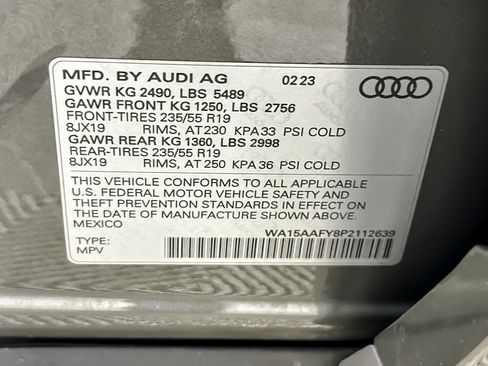 MFD. BY AUDI AG 02 23
GVWR KG 2490, LBS 5489
GAWR FRONT KG 1250, LBS 2756
FRONT-TIRES 235/55 R19
8JX19 RIMS, AT 230 KPA 33 PSI COLD
GAWR REAR KG 1360, LBS 2998
REAR-TIRES 235/55 R19
8JX19 RIMS, AT 250 KPA 36 PSI COLD
THIS VEHICLE CONFORMS TO ALL APPLICABLE
U.S. FEDERAL MOTOR VEHICLE SAFETY AND
THEFT PREVENTION STANDARDS IN EFFECT ON
THE DATE OF MANUFACTURE SHOWN ABOVE.
MEXICO
WA15AAFY8P2112639
TYPE:
MPV